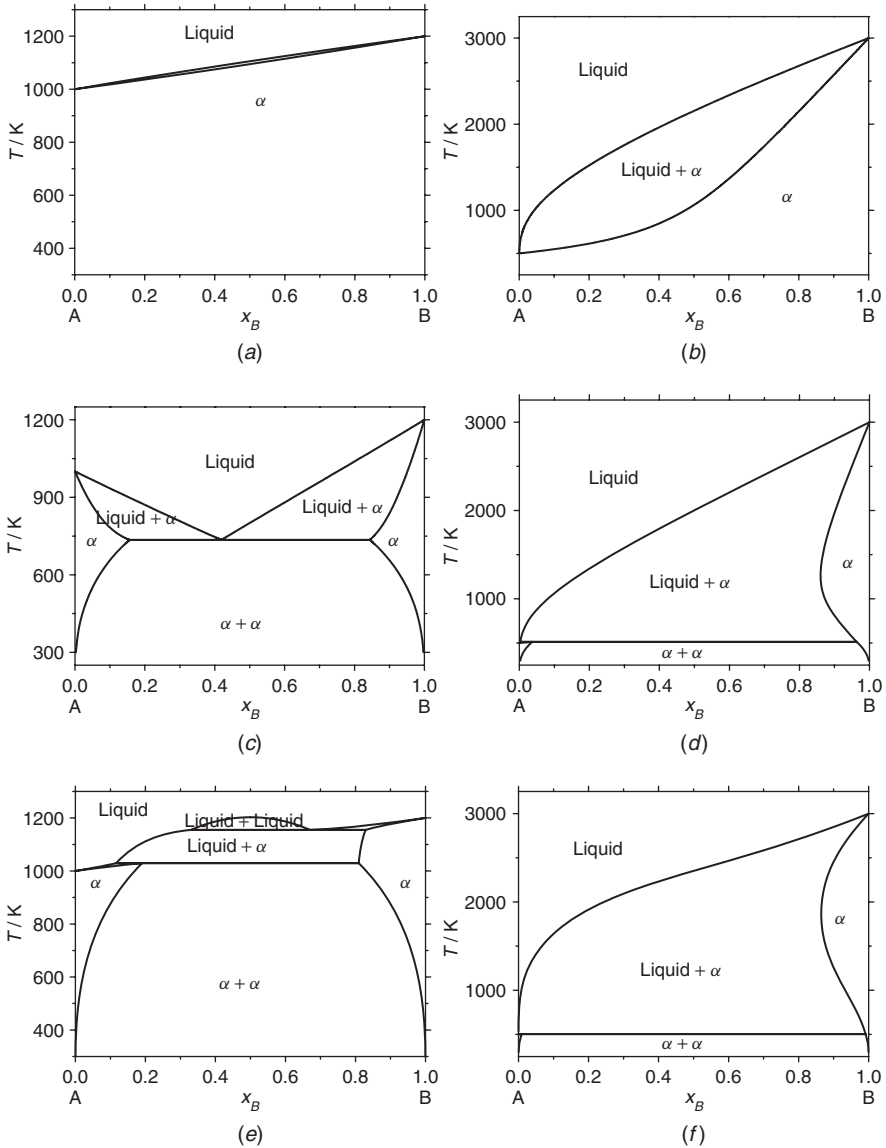 1200
1000
800
600
400
T / K
Liquid
α
0.0 0.2 0.4 0.6 0.8 1.0
A x_B B
(a)
3000
2000
1000
T / K
Liquid
Liquid + α
α
0.0 0.2 0.4 0.6 0.8 1.0
A x_B B
(b)
1200
900
600
300
T / K
Liquid
Liquid + α
Liquid + α
α
α
α + α
0.0 0.2 0.4 0.6 0.8 1.0
A x_B B
(c)
3000
2000
1000
T / K
Liquid
α
Liquid + α
α + α
0.0 0.2 0.4 0.6 0.8 1.0
A x_B B
(d)
1200
1000
800
600
400
T / K
Liquid
Liquid + Liquid
Liquid + α
α
α
α + α
0.0 0.2 0.4 0.6 0.8 1.0
A x_B B
(e)
3000
2000
1000
T / K
Liquid
α
Liquid + α
α + α
0.0 0.2 0.4 0.6 0.8 1.0
A x_B B
(f)